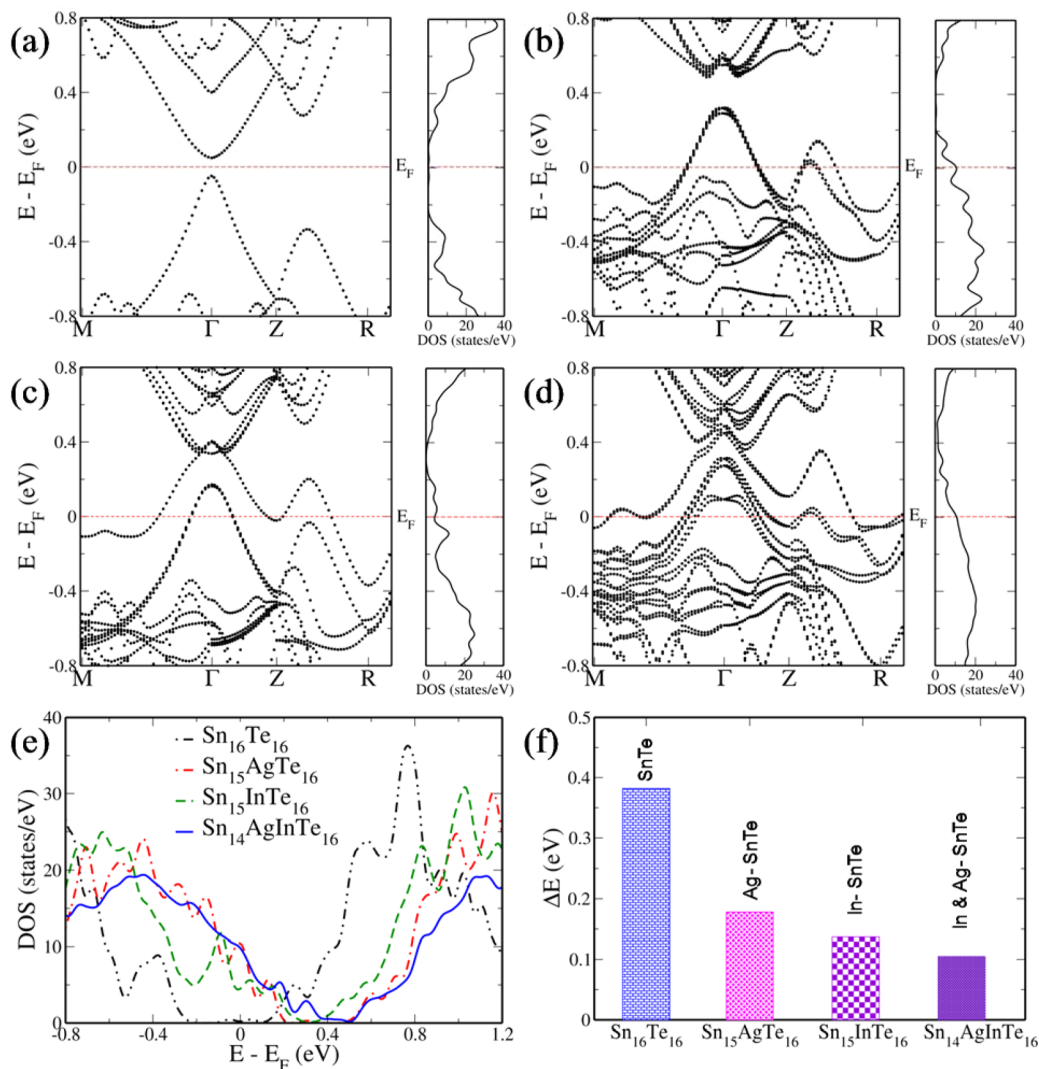 (a)
0.8
0.4
0
-0.4
-0.8
E - E_F (eV)
M Γ Z R
E_F
0 20 40
DOS (states/eV)
(b)
0.8
0.4
0
-0.4
-0.8
E - E_F (eV)
M Γ Z R
0 20 40
DOS (states/eV)
(c)
0.8
0.4
0
-0.4
-0.8
E - E_F (eV)
M Γ Z R
E_F
0 20 40
DOS (states/eV)
(d)
0.8
0.4
0
-0.4
-0.8
E - E_F (eV)
M Γ Z R
0 20 40
DOS (states/eV)
(e)
40
30
20
10
0
DOS (states/eV)
Sn₁₆Te₁₆
Sn₁₅AgTe₁₆
Sn₁₅InTe₁₆
Sn₁₄AgInTe₁₆
-0.8 -0.4 0 0.4 0.8 1.2
E - E_F (eV)
(f)
0.5
0.4
0.3
0.2
0.1
0
ΔE (eV)
SnTe
Ag- SnTe
In- SnTe
In & Ag- SnTe
Sn₁₆Te₁₆ Sn₁₅AgTe₁₆ Sn₁₅InTe₁₆ Sn₁₄AgInTe₁₆